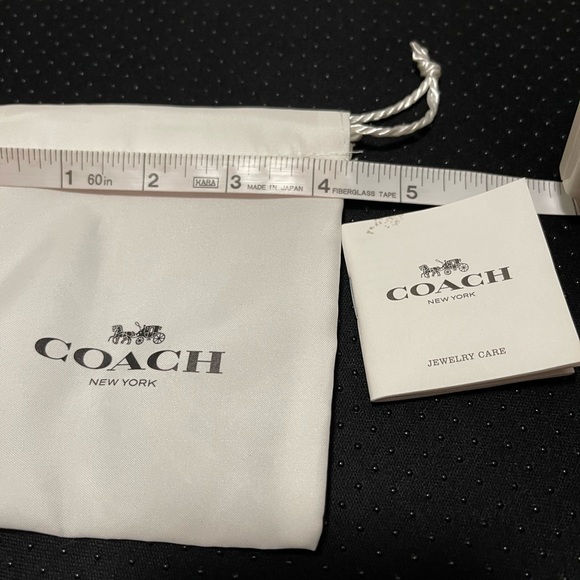 1 60in 2 HABA 3 MADE IN JAPAN 4 FIBERGLASS TAPE 5
COACH
NEW YORK
COACH
NEW YORK
JEWELRY CARE